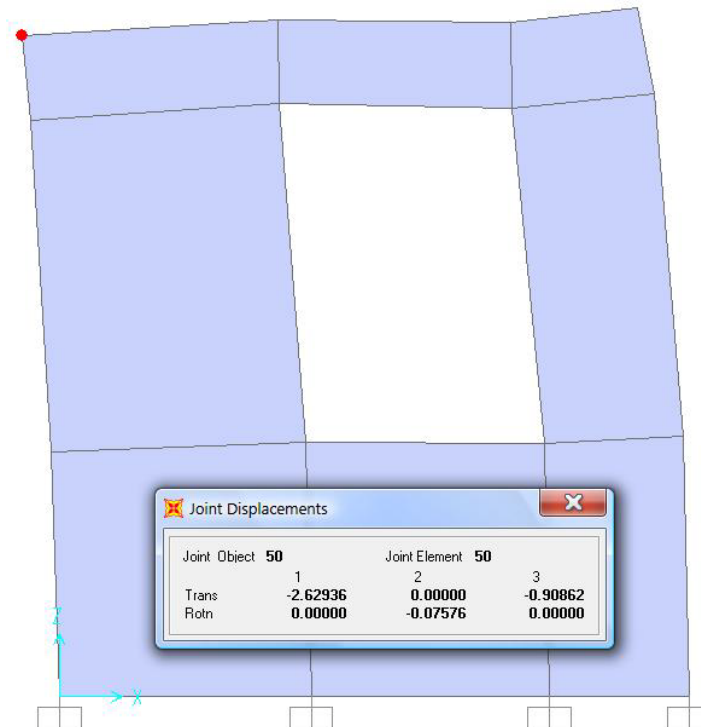 Joint Displacements
Joint Object 50 Joint Element 50
1 2 3
Trans -2.62936 0.00000 -0.90862
Rotn 0.00000 -0.07576 0.00000
Z
X